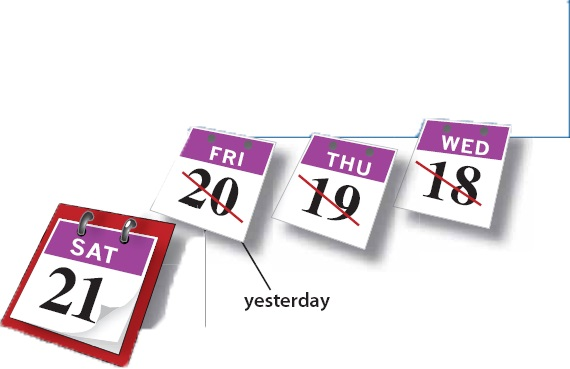 SAT
21
FRI
20
THU
19
WED
18
yesterday